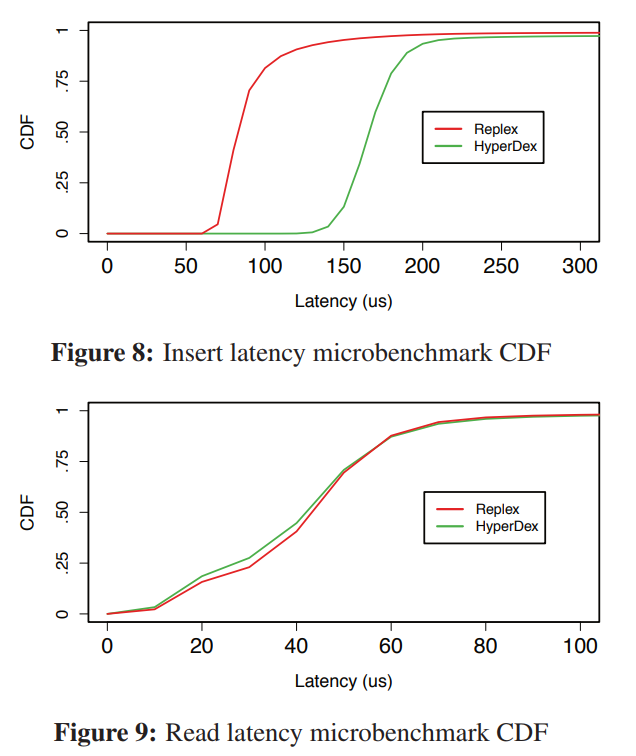 CDF
1
.75
.50
.25
0
Replex
HyperDex
0 50 100 150 200 250 300
Latency (us)
Figure 8: Insert latency microbenchmark CDF
CDF
1
.75
.50
.25
0
Replex
HyperDex
0 20 40 60 80 100
Latency (us)
Figure 9: Read latency microbenchmark CDF